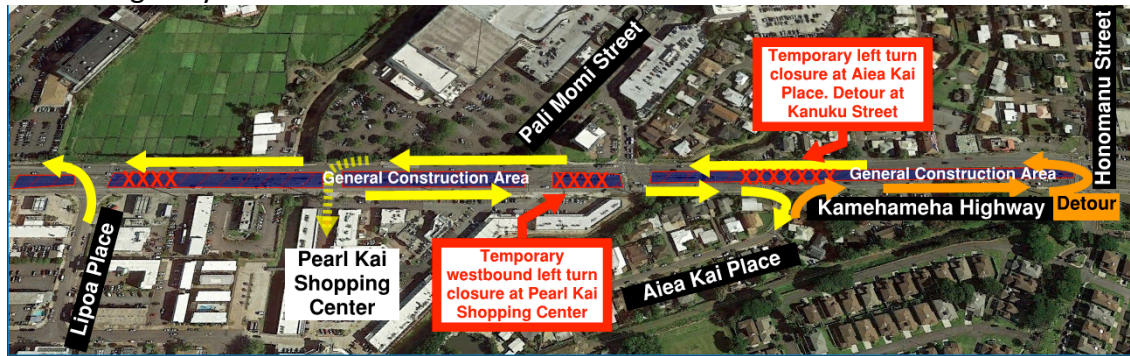 Pali Momi Street
Honomanu Street
Temporary left turn
closure at Aiea Kai
Place. Detour at
Kanuku Street
XXXX
General Construction Area
XXXX
XXXXXXX
General Construction Area
Kamehameha Highway
Detour
Lipoa Place
Pearl Kai
Shopping
Center
Temporary
westbound left turn
closure at Pearl Kai
Shopping Center
Aiea Kai Place